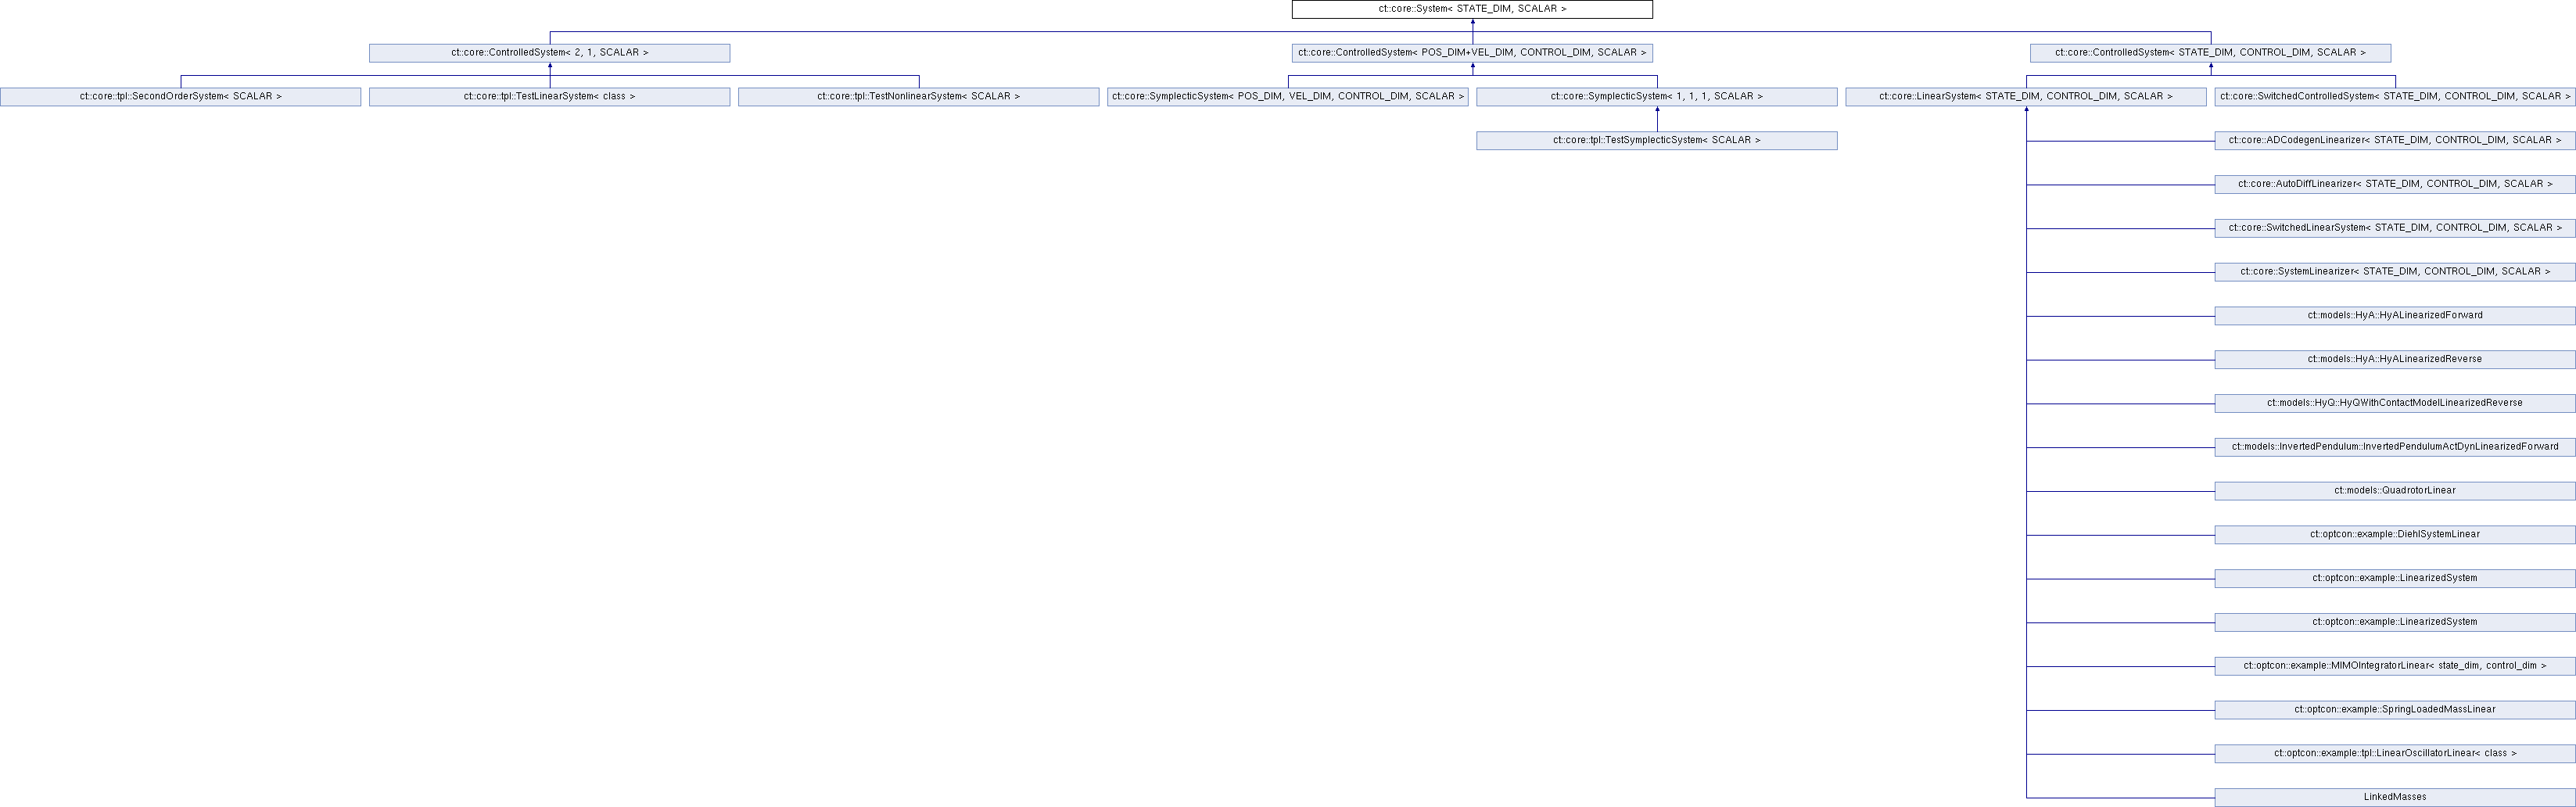 ct::core::System< STATE_DIM, SCALAR >
ct::core::ControlledSystem< 2, 1, SCALAR >
ct::core::ControlledSystem< POS_DIM+VEL_DIM, CONTROL_DIM, SCALAR >
ct::core::ControlledSystem< STATE_DIM, CONTROL_DIM, SCALAR >
ct::core::tpl::SecondOrderSystem< SCALAR >
ct::core::tpl::TestLinearSystem< class >
ct::core::tpl::TestNonlinearSystem< SCALAR >
ct::core::SymplecticSystem< POS_DIM, VEL_DIM, CONTROL_DIM, SCALAR >
ct::core::SymplecticSystem< 1, 1, 1, SCALAR >
ct::core::LinearSystem< STATE_DIM, CONTROL_DIM, SCALAR >
ct::core::SwitchedControlledSystem< STATE_DIM, CONTROL_DIM, SCALAR >
ct::core::tpl::TestSymplecticSystem< SCALAR >
ct::core::ADCodegenLinearizer< STATE_DIM, CONTROL_DIM, SCALAR >
ct::core::AutoDiffLinearizer< STATE_DIM, CONTROL_DIM, SCALAR >
ct::core::SwitchedLinearSystem< STATE_DIM, CONTROL_DIM, SCALAR >
ct::core::SystemLinearizer< STATE_DIM, CONTROL_DIM, SCALAR >
ct::models::HyA::HyALinearizedForward
ct::models::HyA::HyALinearizedReverse
ct::models::HyQ::HyQWithContactModelLinearizedReverse
ct::models::InvertedPendulum::InvertedPendulumActDynLinearizedForward
ct::models::QuadrotorLinear
ct::optcon::example::DiehlSystemLinear
ct::optcon::example::LinearizedSystem
ct::optcon::example::LinearizedSystem
ct::optcon::example::MIMOIntegratorLinear< state_dim, control_dim >
ct::optcon::example::SpringLoadedMassLinear
ct::optcon::example::tpl::LinearOscillatorLinear< class >
LinkedMasses